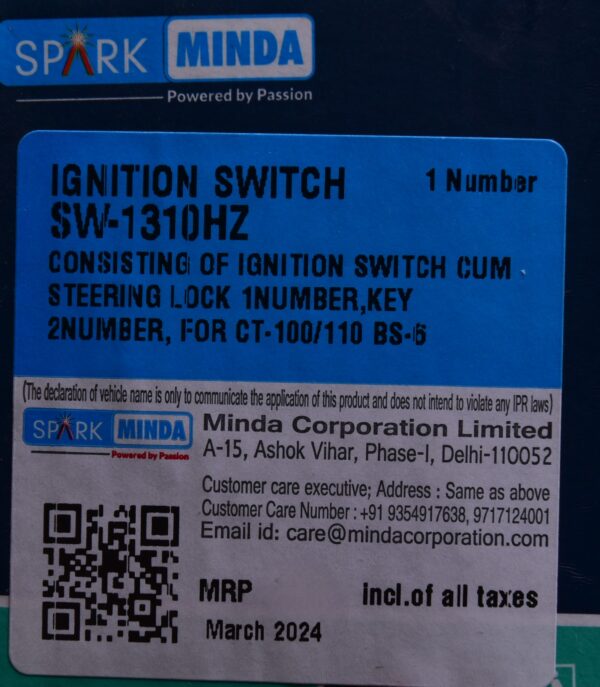 SPARK MINDA
Powered by Passion
IGNITION SWITCH 1 Number
SW-1310HZ
CONSISTING OF IGNITION SWITCH CUM
STEERING LOCK 1NUMBER,KEY
2NUMBER, FOR CT-100/110 BS-6
(The declaration of vehicle name is only to communicate the application of this product and does not intend to violate any IPR laws)
SPARK MINDA
Powered by Passion
Minda Corporation Limited
A-15, Ashok Vihar, Phase-I, Delhi-110052
Customer care executive; Address : Same as above
Customer Care Number : +91 9354917638, 9717124001
Email id: care@mindacorporation.com
MRP incl.of all taxes
March 2024